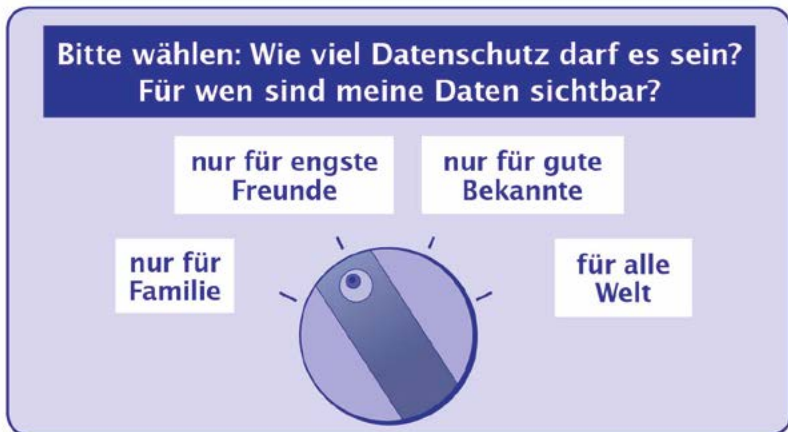 Bitte wählen: Wie viel Datenschutz darf es sein?
Für wen sind meine Daten sichtbar?
nur für engste
Freunde
nur für gute
Bekannte
nur für
Familie
für alle
Welt